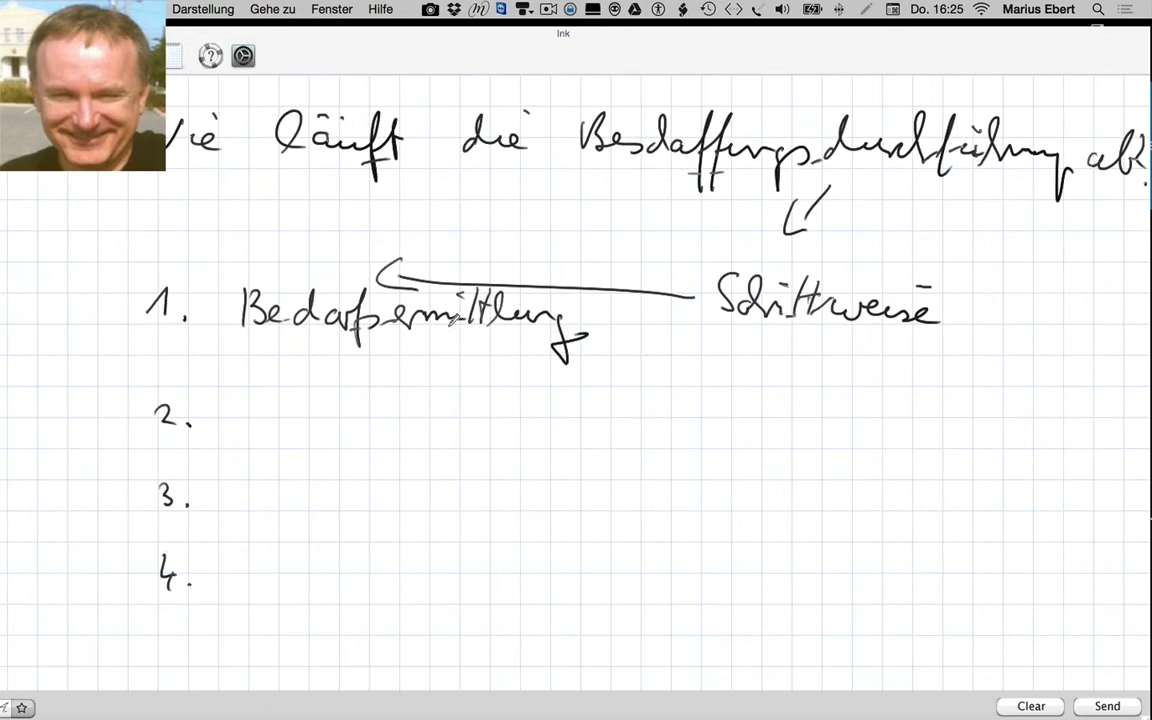 Darstellung Gehe zu Fenster Hilfe Do. 16:25 Marius Ebert
Ink
Wie läuft die Beschaffungsdurchführung ab?
1. Bedarfsermittlung Schrittweise
2.
3.
4.
Clear Send